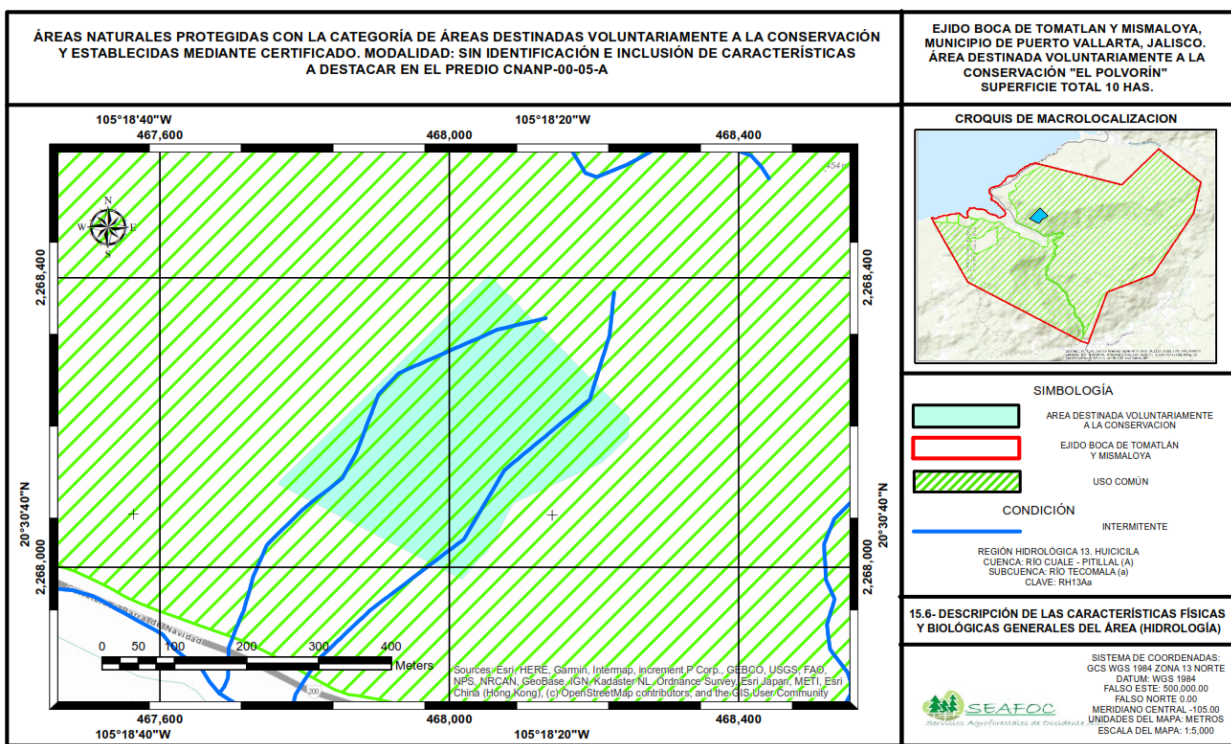 ÁREAS NATURALES PROTEGIDAS CON LA CATEGORÍA DE ÁREAS DESTINADAS VOLUNTARIAMENTE A LA CONSERVACIÓN
Y ESTABLECIDAS MEDIANTE CERTIFICADO. MODALIDAD: SIN IDENTIFICACIÓN E INCLUSIÓN DE CARACTERÍSTICAS
A DESTACAR EN EL PREDIO CNANP-00-05-A
EJIDO BOCA DE TOMATLAN Y MISMALOYA,
MUNICIPIO DE PUERTO VALLARTA, JALISCO.
ÁREA DESTINADA VOLUNTARIAMENTE A LA
CONSERVACIÓN "EL POLVORÍN"
SUPERFICIE TOTAL 10 HAS.
105°18'40"W
105°18'20"W
467,600
468,000
468,400
N
W
E
S
2,268,400
2,268,400
20°30'40"N
20°30'40"N
2,268,000
2,268,000
Barra de Navidad
200
0 50 100 200 300 400
Meters
Sources: Esri, HERE, Garmin, Intermap, increment P Corp., GEBCO, USGS, FAO,
NPS, NRCAN, GeoBase, IGN, Kadaster NL, Ordnance Survey, Esri Japan, METI, Esri
China (Hong Kong), (c) OpenStreetMap contributors, and the GIS User Community
467,600
468,000
468,400
105°18'40"W
105°18'20"W
CROQUIS DE MACROLOCALIZACION
SIMBOLOGÍA
AREA DESTINADA VOLUNTARIAMENTE
A LA CONSERVACION
EJIDO BOCA DE TOMATLÁN
Y MISMALOYA
USO COMÚN
CONDICIÓN
INTERMITENTE
REGIÓN HIDROLÓGICA 13. HUICICILA
CUENCA: RÍO CUALE - PITILLAL (A)
SUBCUENCA: RÍO TECOMALA (a)
CLAVE: RH13Aa
15.6- DESCRIPCIÓN DE LAS CARACTERÍSTICAS FÍSICAS
Y BIOLÓGICAS GENERALES DEL ÁREA (HIDROLOGÍA)
SEAFOC
Servicios Agroforestales de Occidente
SISTEMA DE COORDENADAS:
GCS WGS 1984 ZONA 13 NORTE
DATUM: WGS 1984
FALSO ESTE: 500,000.00
FALSO NORTE 0.00
MERIDIANO CENTRAL -105.00
UNIDADES DEL MAPA: METROS
ESCALA DEL MAPA: 1:5,000